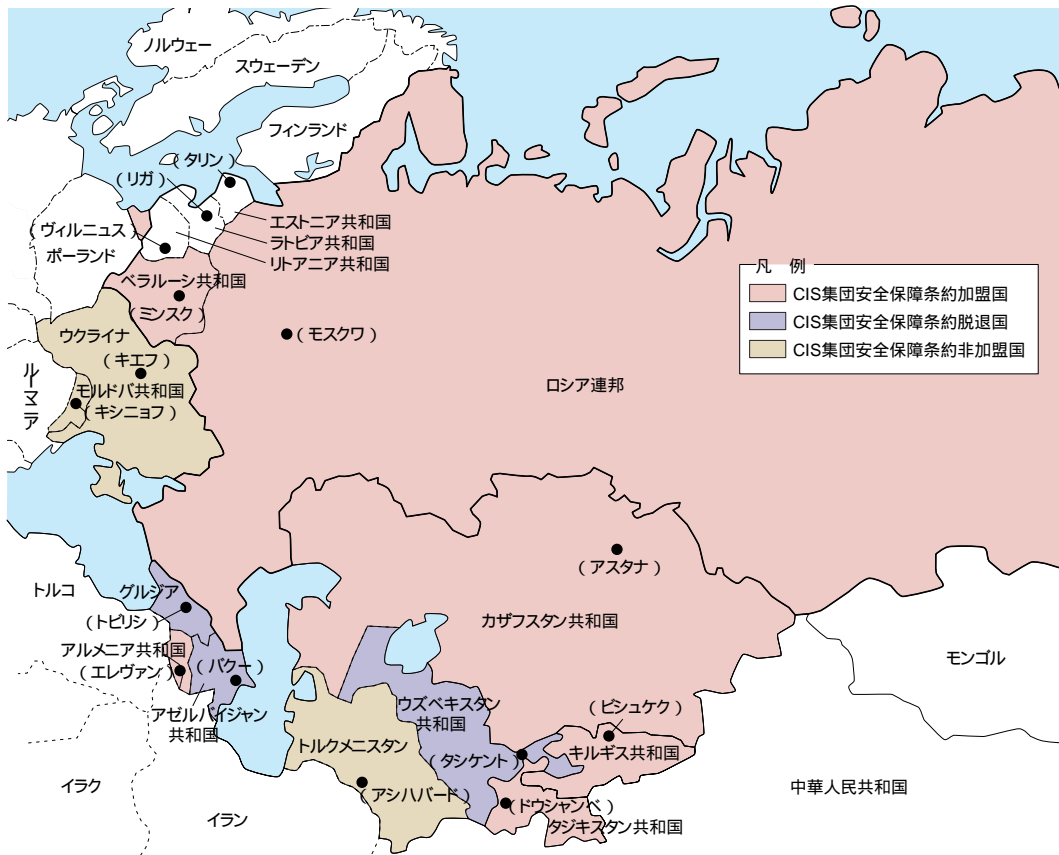 ノルウェー
スウェーデン
フィンランド
(タリン)
(リガ)
エストニア共和国
ラトビア共和国
リトアニア共和国
(ヴィルニュス)
ポーランド
ベラルーシ共和国
(ミンスク)
(モスクワ)
凡 例
CIS集団安全保障条約加盟国
CIS集団安全保障条約脱退国
CIS集団安全保障条約非加盟国
ウクライナ
(キエフ)
ルーマニア
モルドバ共和国
(キシニョフ)
ロシア連邦
(アスタナ)
トルコ
グルジア
(トビリシ)
カザフスタン共和国
アルメニア共和国
(エレヴァン)
(バクー)
モンゴル
アゼルバイジャン
共和国
ウズベキスタン
共和国
(ビシュケク)
トルクメニスタン
(タシケント)
キルギス共和国
イラク
(アシハバード)
中華人民共和国
イラン
(ドウシャンベ)
タジキスタン共和国